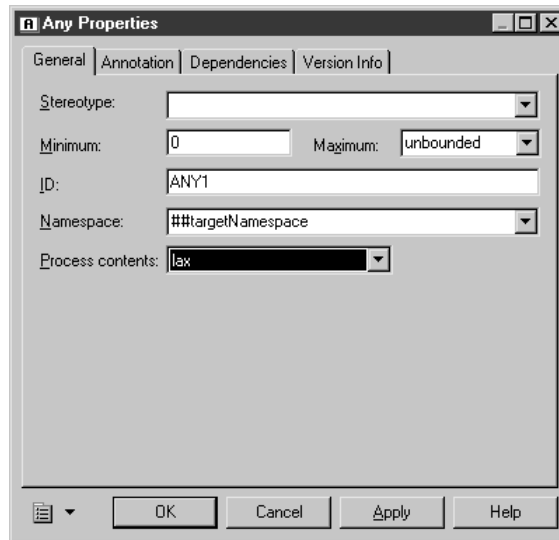 Any Properties
General Annotation Dependencies Version Info
Stereotype:
Minimum: 0 Maximum: unbounded
ID: ANY1
Namespace: ##targetNamespace
Process contents: lax
OK Cancel Apply Help